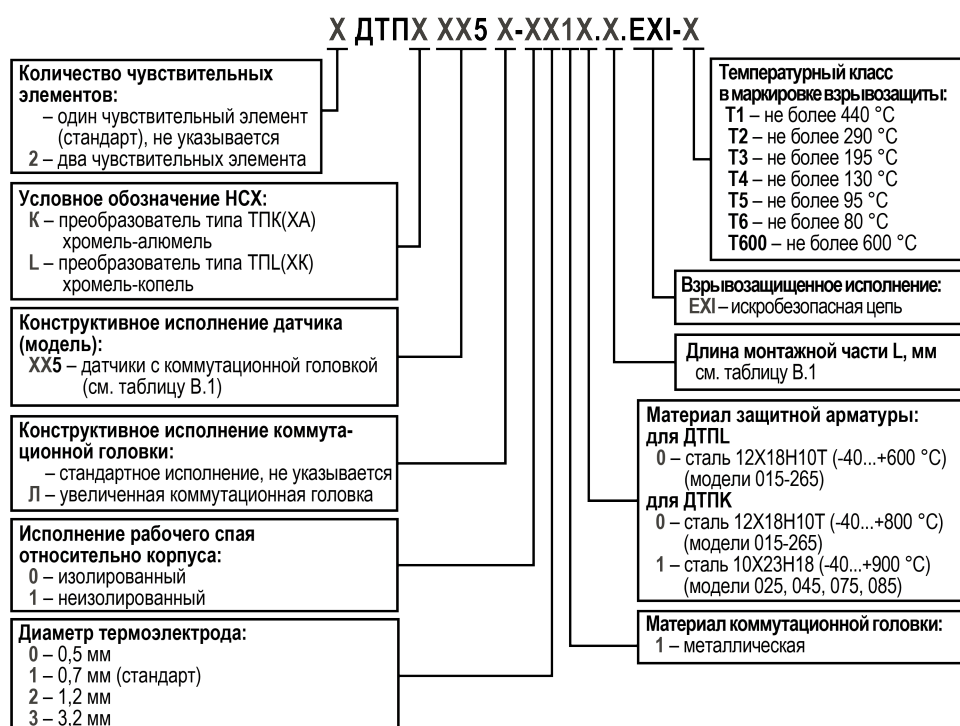 Х ДТПХ ХХ5 Х-ХХ1Х.Х.EXI-Х
Количество чувствительных
элементов:
– один чувствительный элемент
(стандарт), не указывается
2 – два чувствительных элемента
Условное обозначение НСХ:
К – преобразователь типа ТПК(ХА)
хромель-алюмель
L – преобразователь типа ТПL(ХК)
хромель-копель
Конструктивное исполнение датчика
(модель):
ХХ5 – датчики с коммутационной головкой
(см. таблицу В.1)
Конструктивное исполнение коммута-
ционной головки:
– стандартное исполнение, не указывается
Л – увеличенная коммутационная головка
Исполнение рабочего спая
относительно корпуса:
0 – изолированный
1 – неизолированный
Диаметр термоэлектрода:
0 – 0,5 мм
1 – 0,7 мм (стандарт)
2 – 1,2 мм
3 – 3,2 мм
Температурный класс
в маркировке взрывозащиты:
Т1 – не более 440 °С
Т2 – не более 290 °С
Т3 – не более 195 °С
Т4 – не более 130 °С
Т5 – не более 95 °С
Т6 – не более 80 °С
Т600 – не более 600 °С
Взрывозащищенное исполнение:
EXI – искробезопасная цепь
Длина монтажной части L, мм
см. таблицу В.1
Материал защитной арматуры:
для ДТПL
0 – сталь 12Х18Н10Т (-40...+600 °С)
(модели 015-265)
для ДТПК
0 – сталь 12Х18Н10Т (-40...+800 °С)
(модели 015-265)
1 – сталь 10Х23Н18 (-40...+900 °С)
(модели 025, 045, 075, 085)
Материал коммутационной головки:
1 – металлическая